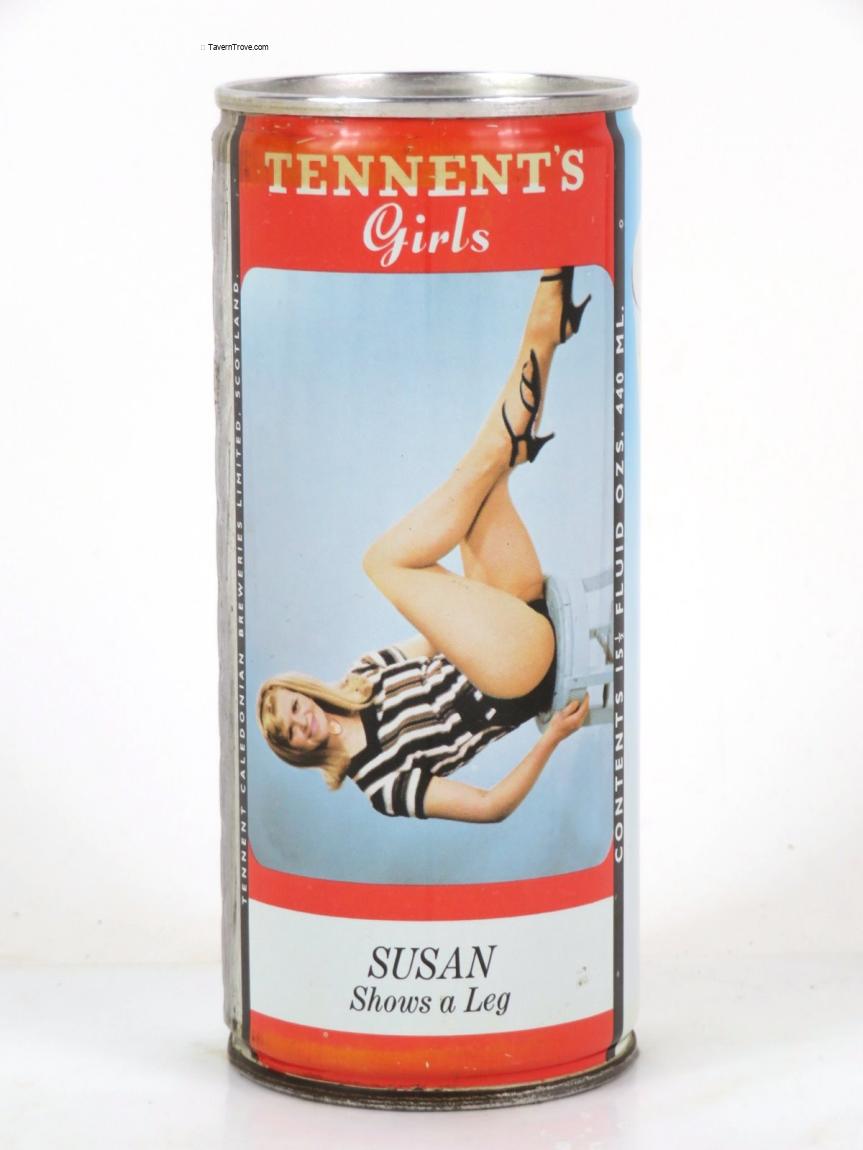 TavernTrove.com
TENNENT'S
Girls
TENNENT CALEDONIAN BREWERIES LIMITED. SCOTLAND.
CONTENTS 15½ FLUID OZS. 440 ML.
SUSAN
Shows a Leg